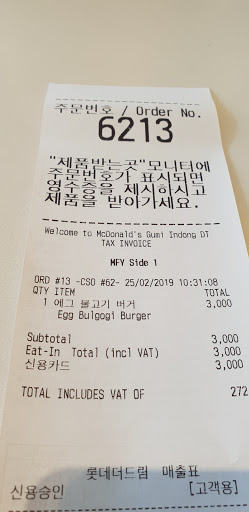 주문번호 / Order No.
6213
"제품받는곳"모니터에
주문번호가 표시되면
영수증을 제시하시고
제품을 받아가세요.
Welcome to McDonald's Gumi Indong DT
TAX INVOICE
MFY Side 1
ORD #13 -CSO #62- 25/02/2019 10:31:08
QTY ITEM TOTAL
1 에그 불고기 버거 3,000
Egg Bulgogi Burger
Subtotal 3,000
Eat-In Total (incl VAT) 3,000
신용카드 3,000
TOTAL INCLUDES VAT OF 272
롯데더드림 매출표
신용승인 [고객용]